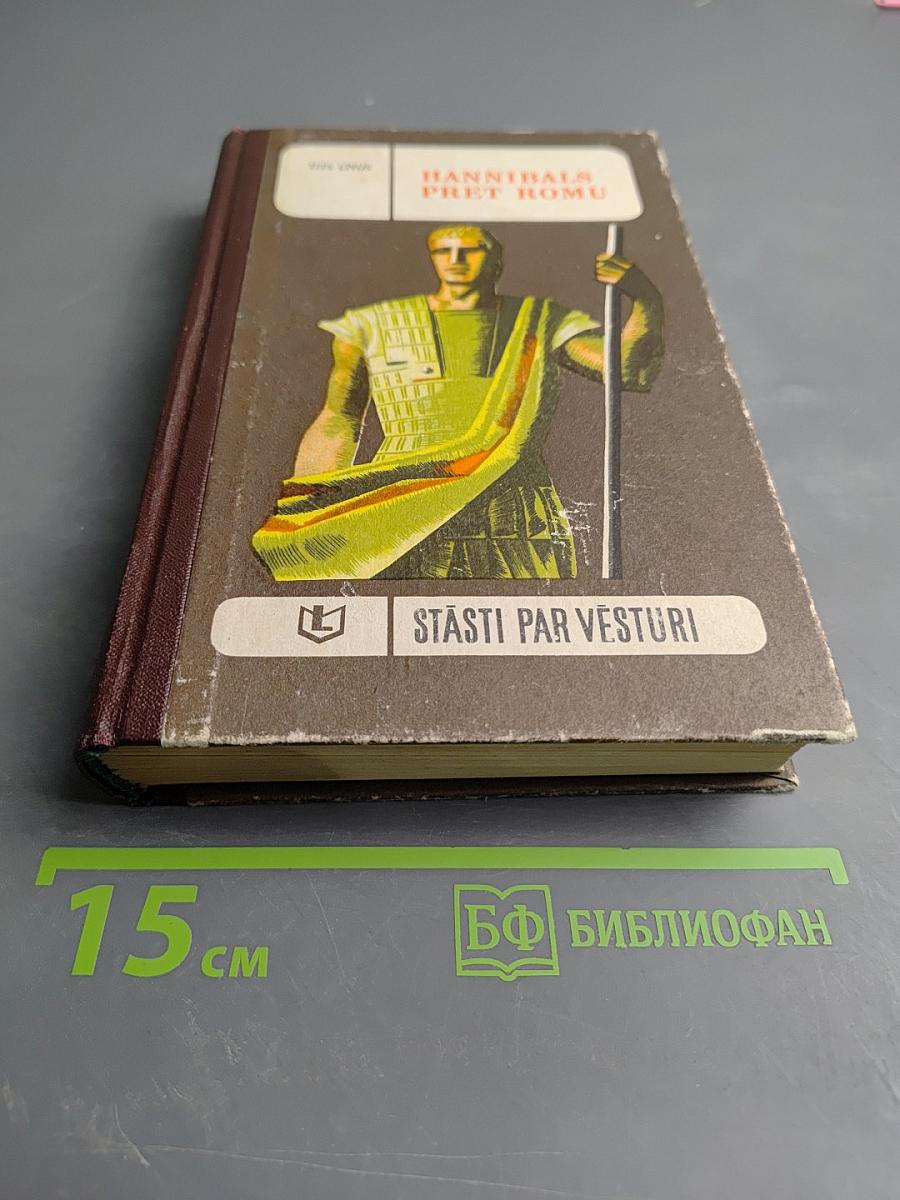 HANNIBALS
PRET ROMU
STĀSTI PAR VĒSTURI
15 см
БФ БИБЛИОФАН